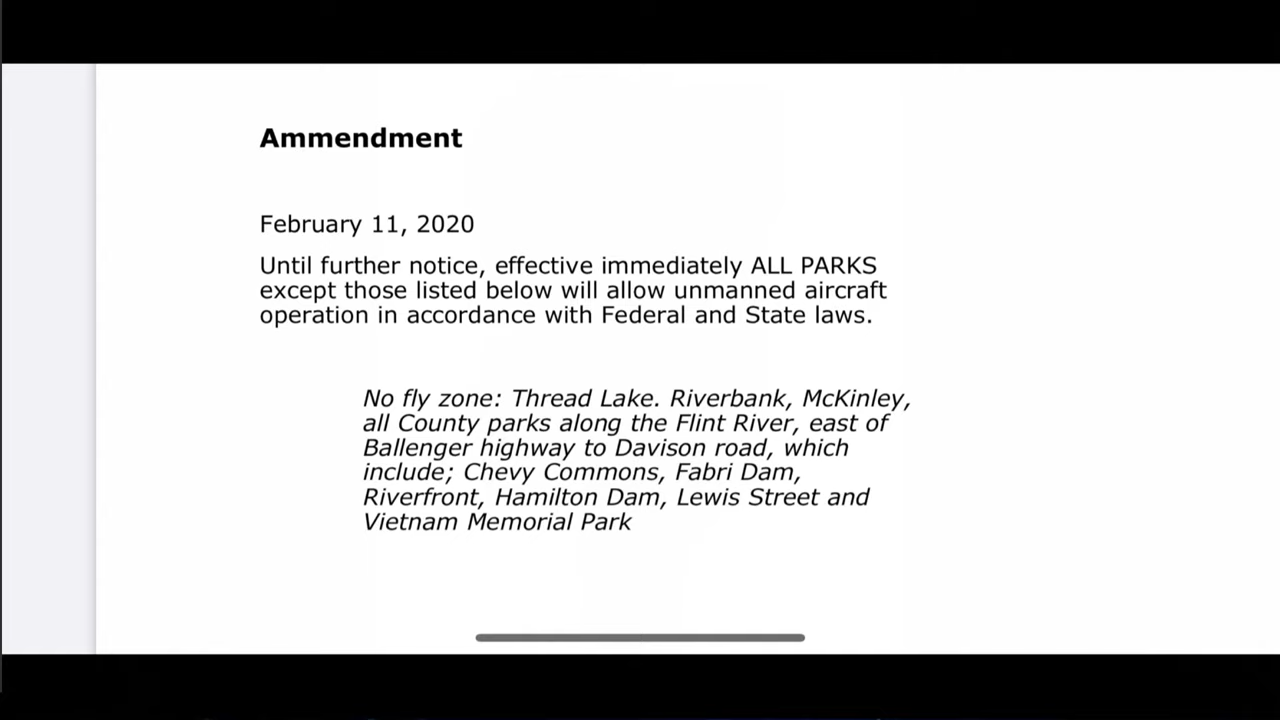 Ammendment
February 11, 2020
Until further notice, effective immediately ALL PARKS
except those listed below will allow unmanned aircraft
operation in accordance with Federal and State laws.
No fly zone: Thread Lake. Riverbank, McKinley,
all County parks along the Flint River, east of
Ballenger highway to Davison road, which
include; Chevy Commons, Fabri Dam,
Riverfront, Hamilton Dam, Lewis Street and
Vietnam Memorial Park